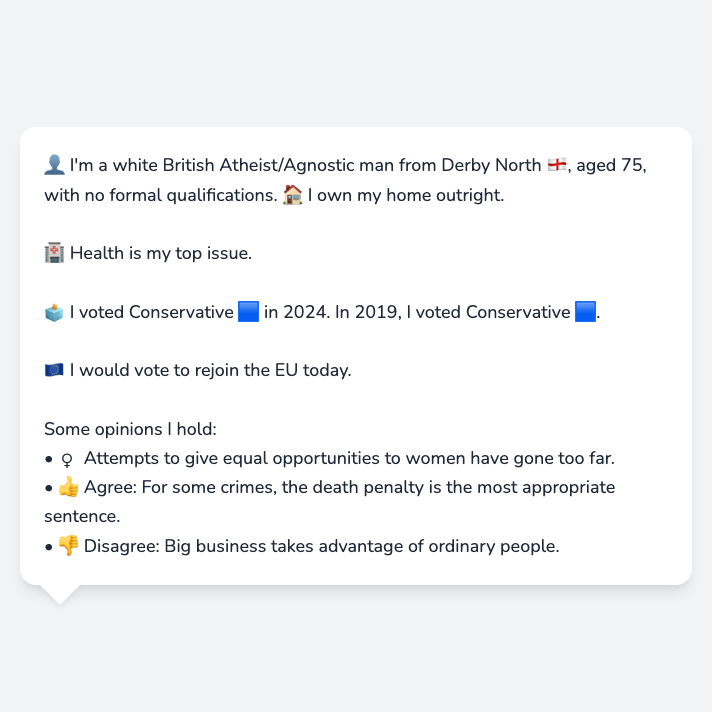 👤 I'm a white British Atheist/Agnostic man from Derby North 🏴󠁧󠁢󠁥󠁮󠁧󠁿, aged 75,
with no formal qualifications. 🏠 I own my home outright.
🏥 Health is my top issue.
🗳️ I voted Conservative 🟦 in 2024. In 2019, I voted Conservative 🟦.
🇪🇺 I would vote to rejoin the EU today.
Some opinions I hold:
• ♀ Attempts to give equal opportunities to women have gone too far.
• 👍 Agree: For some crimes, the death penalty is the most appropriate
sentence.
• 👎 Disagree: Big business takes advantage of ordinary people.